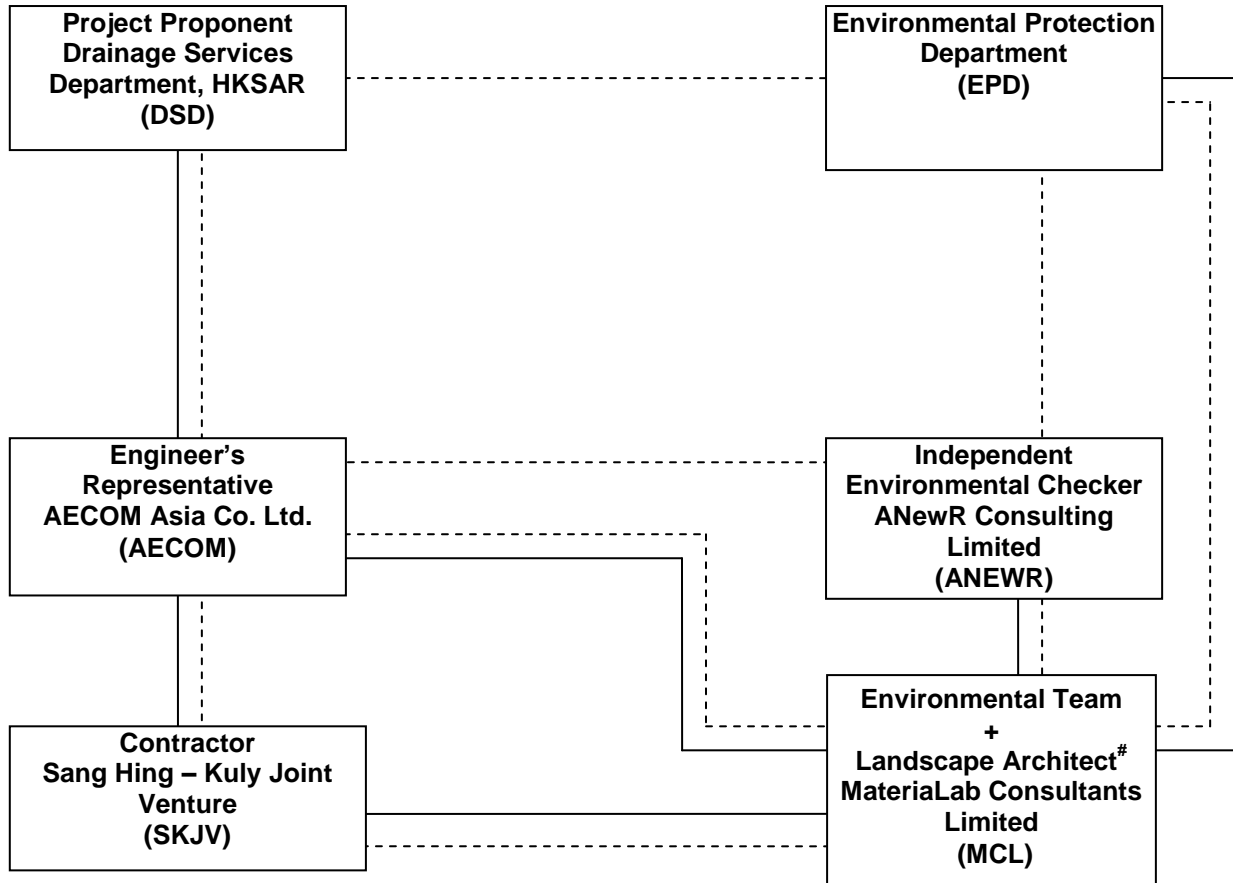 Project Proponent
Drainage Services
Department, HKSAR
(DSD)
Environmental Protection
Department
(EPD)
Engineer's
Representative
AECOM Asia Co. Ltd.
(AECOM)
Independent
Environmental Checker
ANewR Consulting
Limited
(ANEWR)
Contractor
Sang Hing – Kuly Joint
Venture
(SKJV)
Environmental Team
+
Landscape Architect#
MateriaLab Consultants
Limited
(MCL)